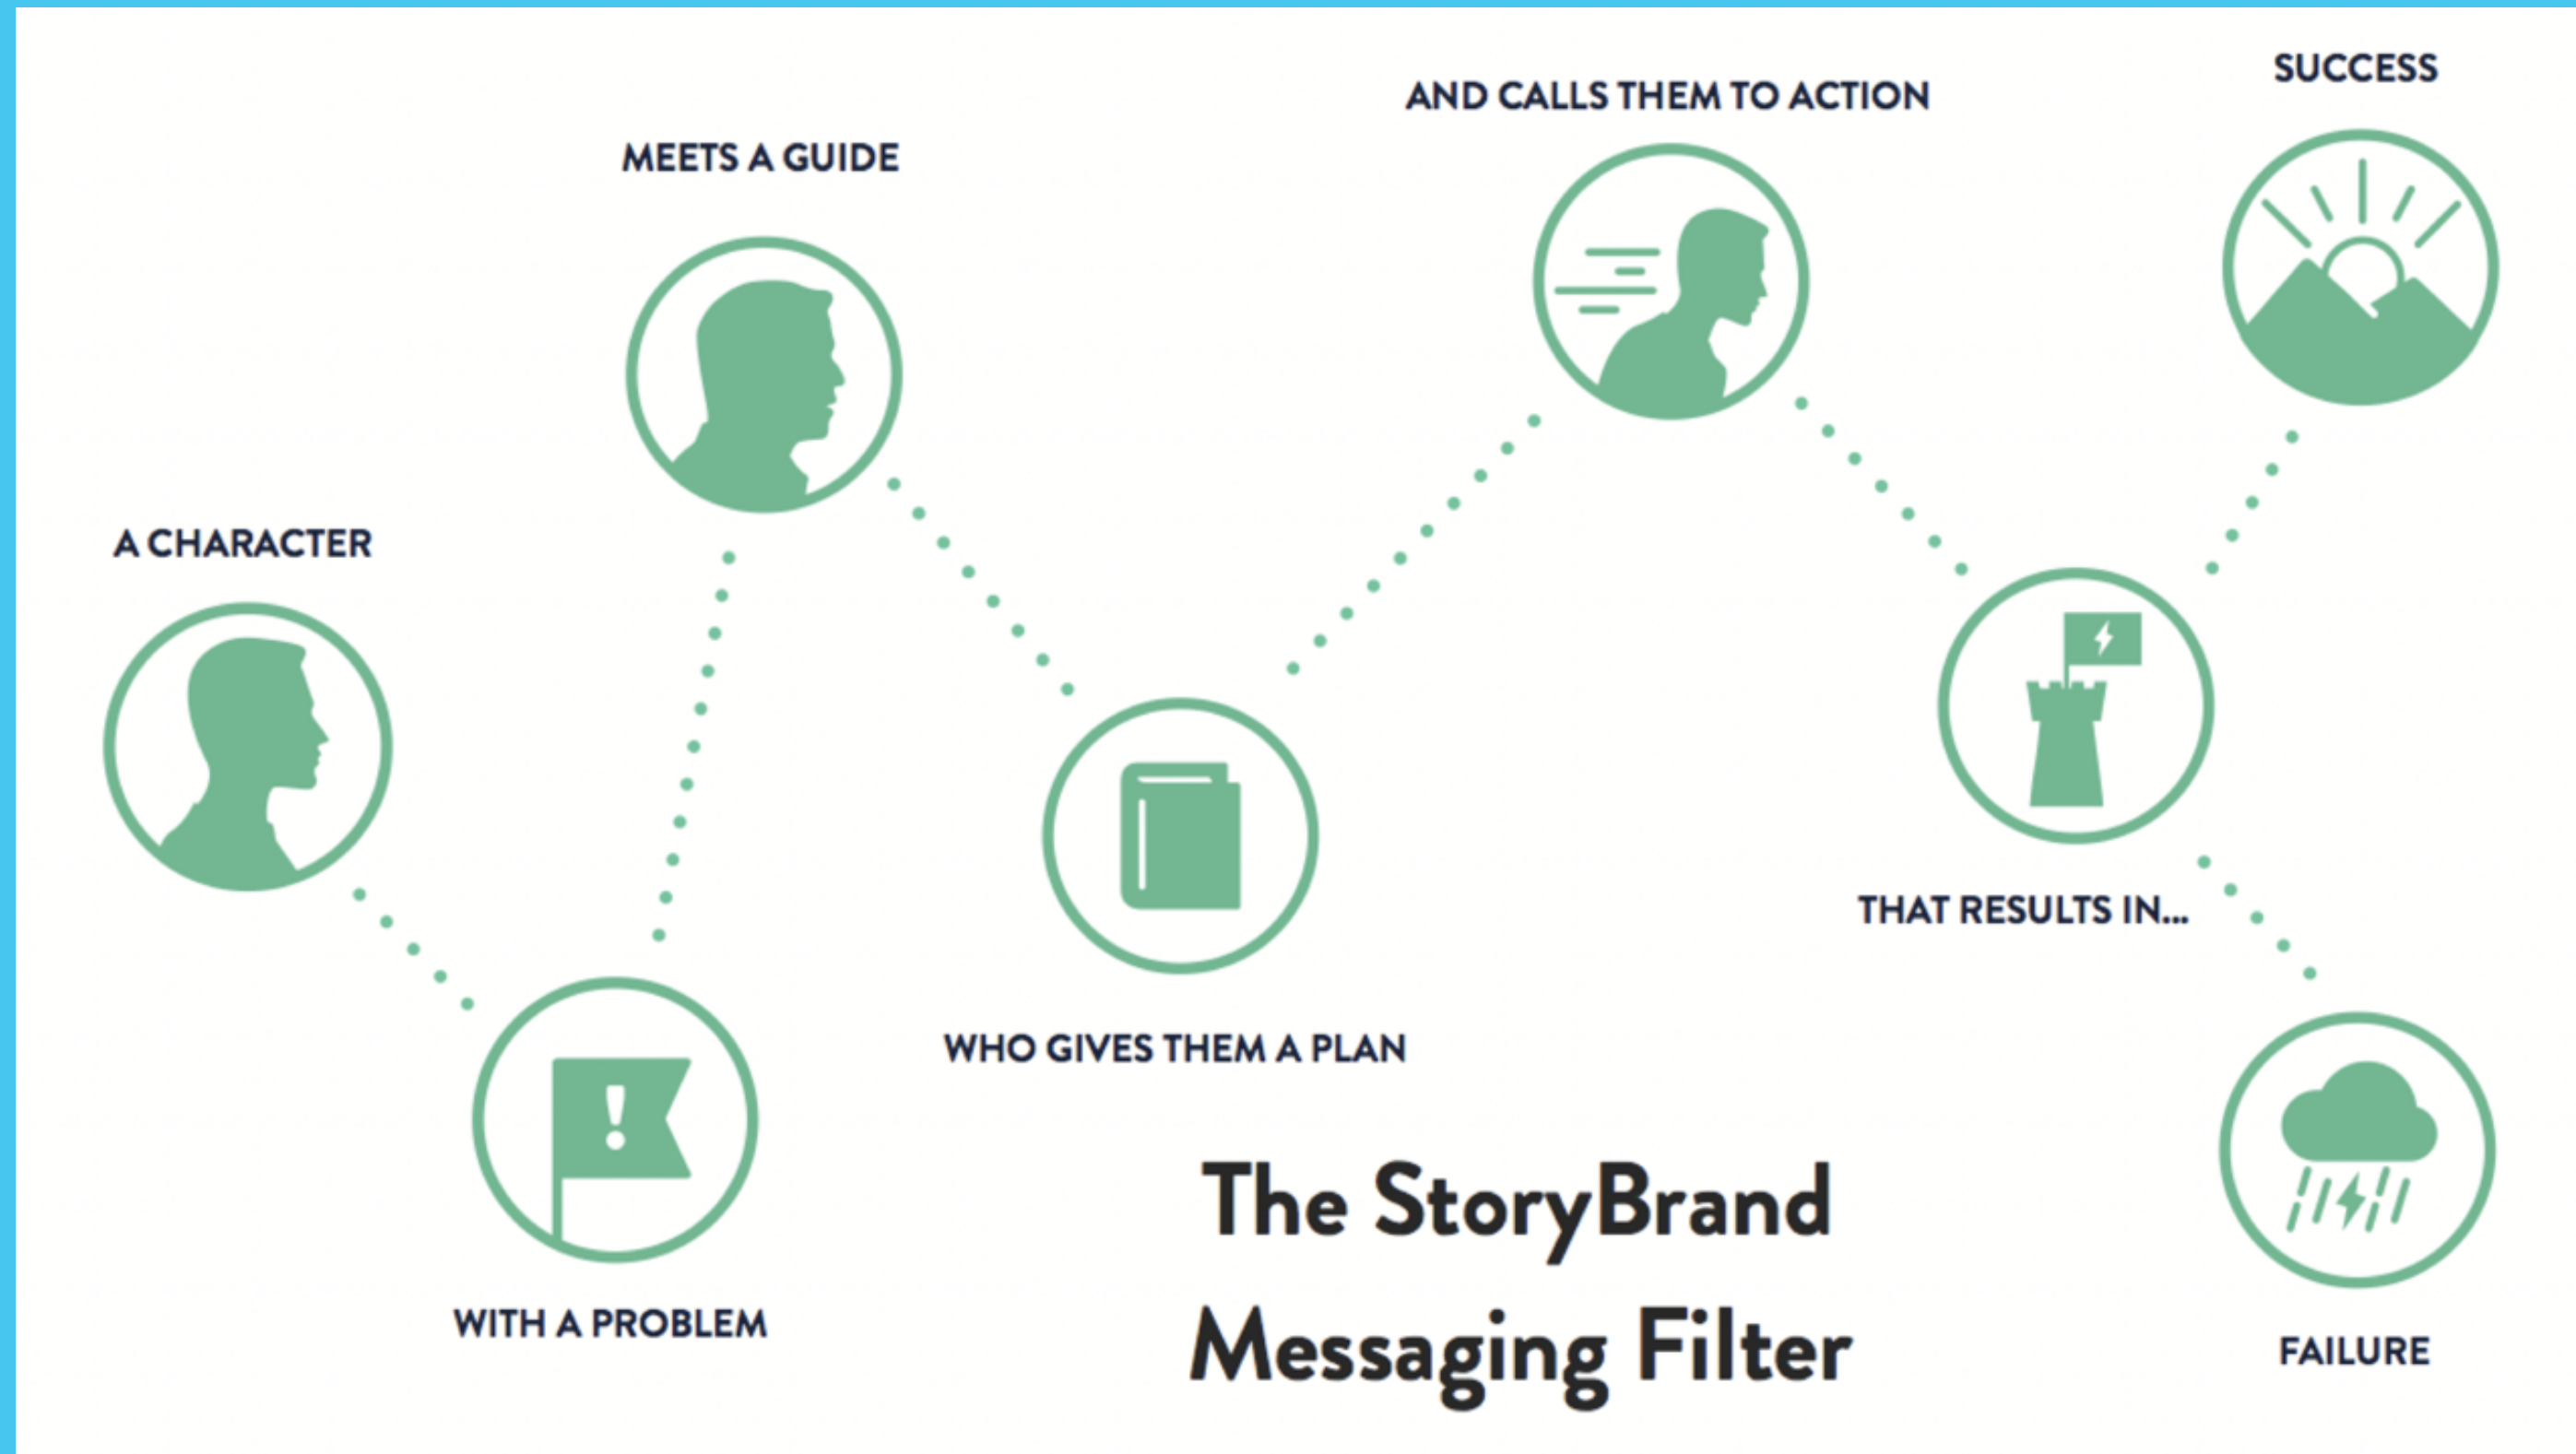 A CHARACTER
WITH A PROBLEM
MEETS A GUIDE
WHO GIVES THEM A PLAN
AND CALLS THEM TO ACTION
THAT RESULTS IN...
SUCCESS
FAILURE
The StoryBrand
Messaging Filter